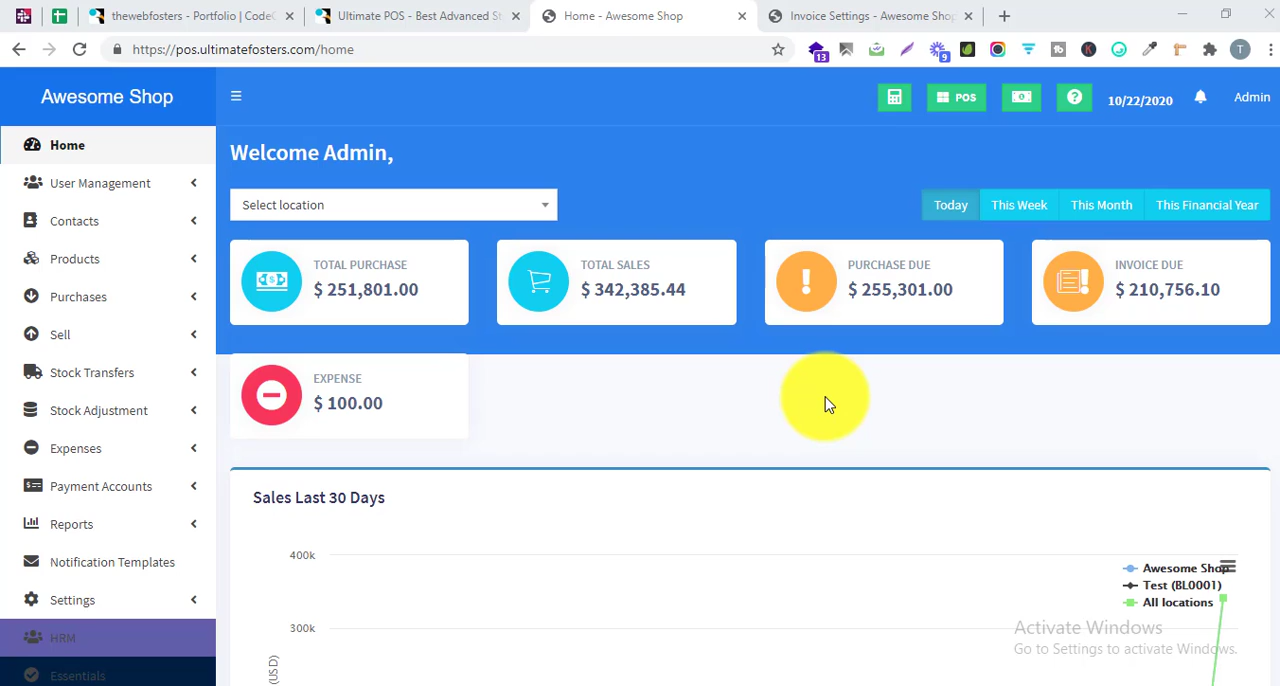 thewebfosters - Portfolio | CodeC
Ultimate POS - Best Advanced St
Home - Awesome Shop
Invoice Settings - Awesome Shop
https://pos.ultimatefosters.com/home
13
9
tb
K
T
Awesome Shop
POS
10/22/2020
Admin
Home
User Management
Contacts
Products
Purchases
Sell
Stock Transfers
Stock Adjustment
Expenses
Payment Accounts
Reports
Notification Templates
Settings
HRM
Essentials
Welcome Admin,
Select location
Today
This Week
This Month
This Financial Year
TOTAL PURCHASE
$ 251,801.00
TOTAL SALES
$ 342,385.44
PURCHASE DUE
$ 255,301.00
INVOICE DUE
$ 210,756.10
EXPENSE
$ 100.00
Sales Last 30 Days
400k
300k
(USD)
Awesome Shop
Test (BL0001)
All locations
Activate Windows
Go to Settings to activate Windows.